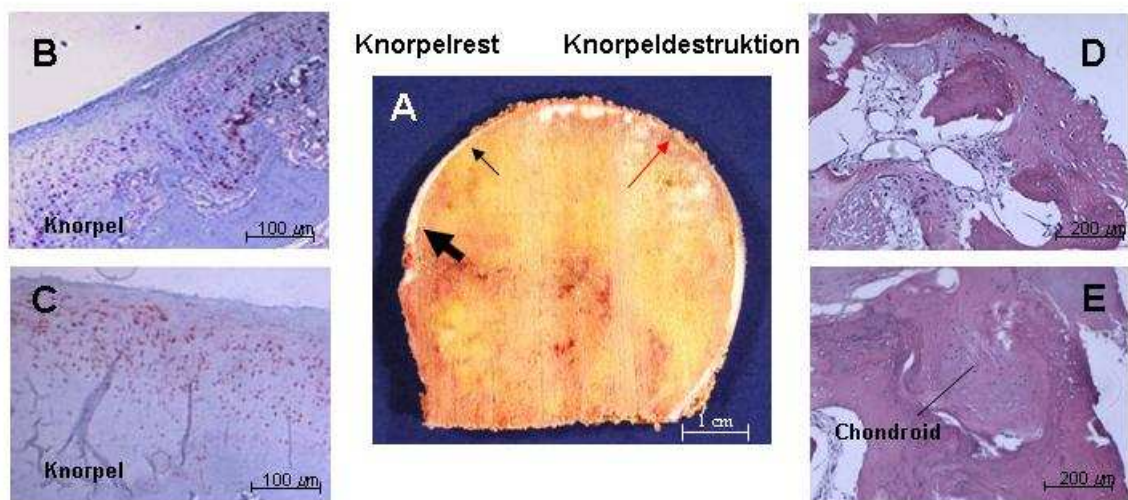 Knorpelrest
Knorpeldestruktion
A
1 cm
B
Knorpel
100 µm
C
Knorpel
100 µm
D
200 µm
E
Chondroid
200 µm